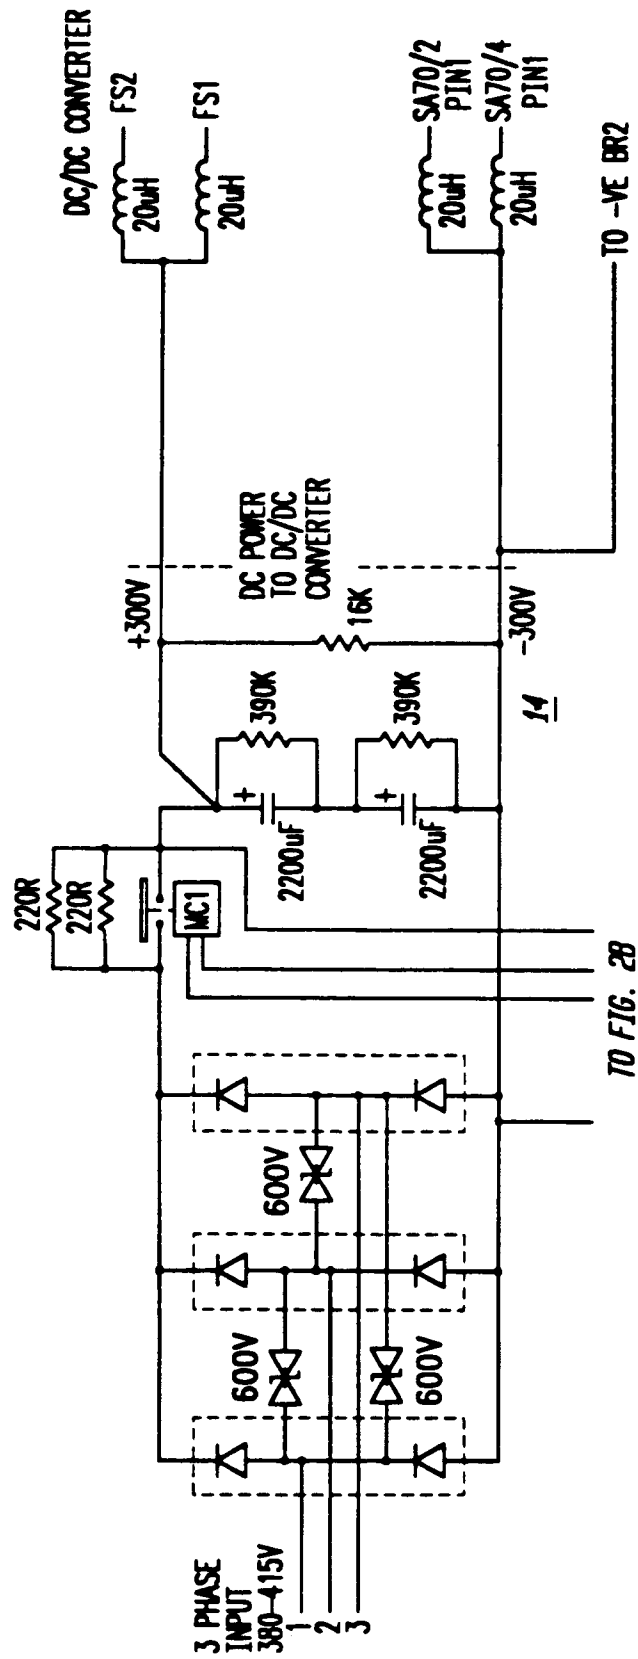 3 PHASE
INPUT
380-415V
1
2
3
600V
600V
600V
220R
220R
MC1
2200uF
390K
2200uF
390K
16K
+300V
-300V
14
DC POWER
TO DC/DC
CONVERTER
DC/DC CONVERTER
20uH
FS2
20uH
FS1
20uH
SA70/2
PIN1
20uH
SA70/4
PIN1
TO -VE BR2
TO FIG. 2B